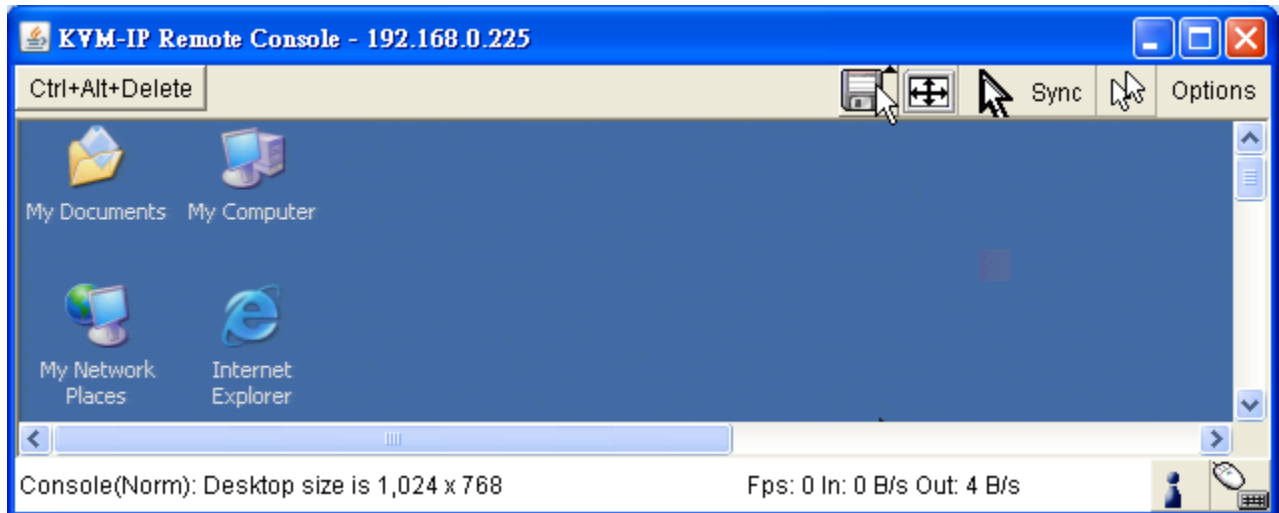 KVM-IP Remote Console - 192.168.0.225
Ctrl+Alt+Delete
Sync
Options
My Documents
My Computer
My Network
Places
Internet
Explorer
Console(Norm): Desktop size is 1,024 x 768
Fps: 0 In: 0 B/s Out: 4 B/s